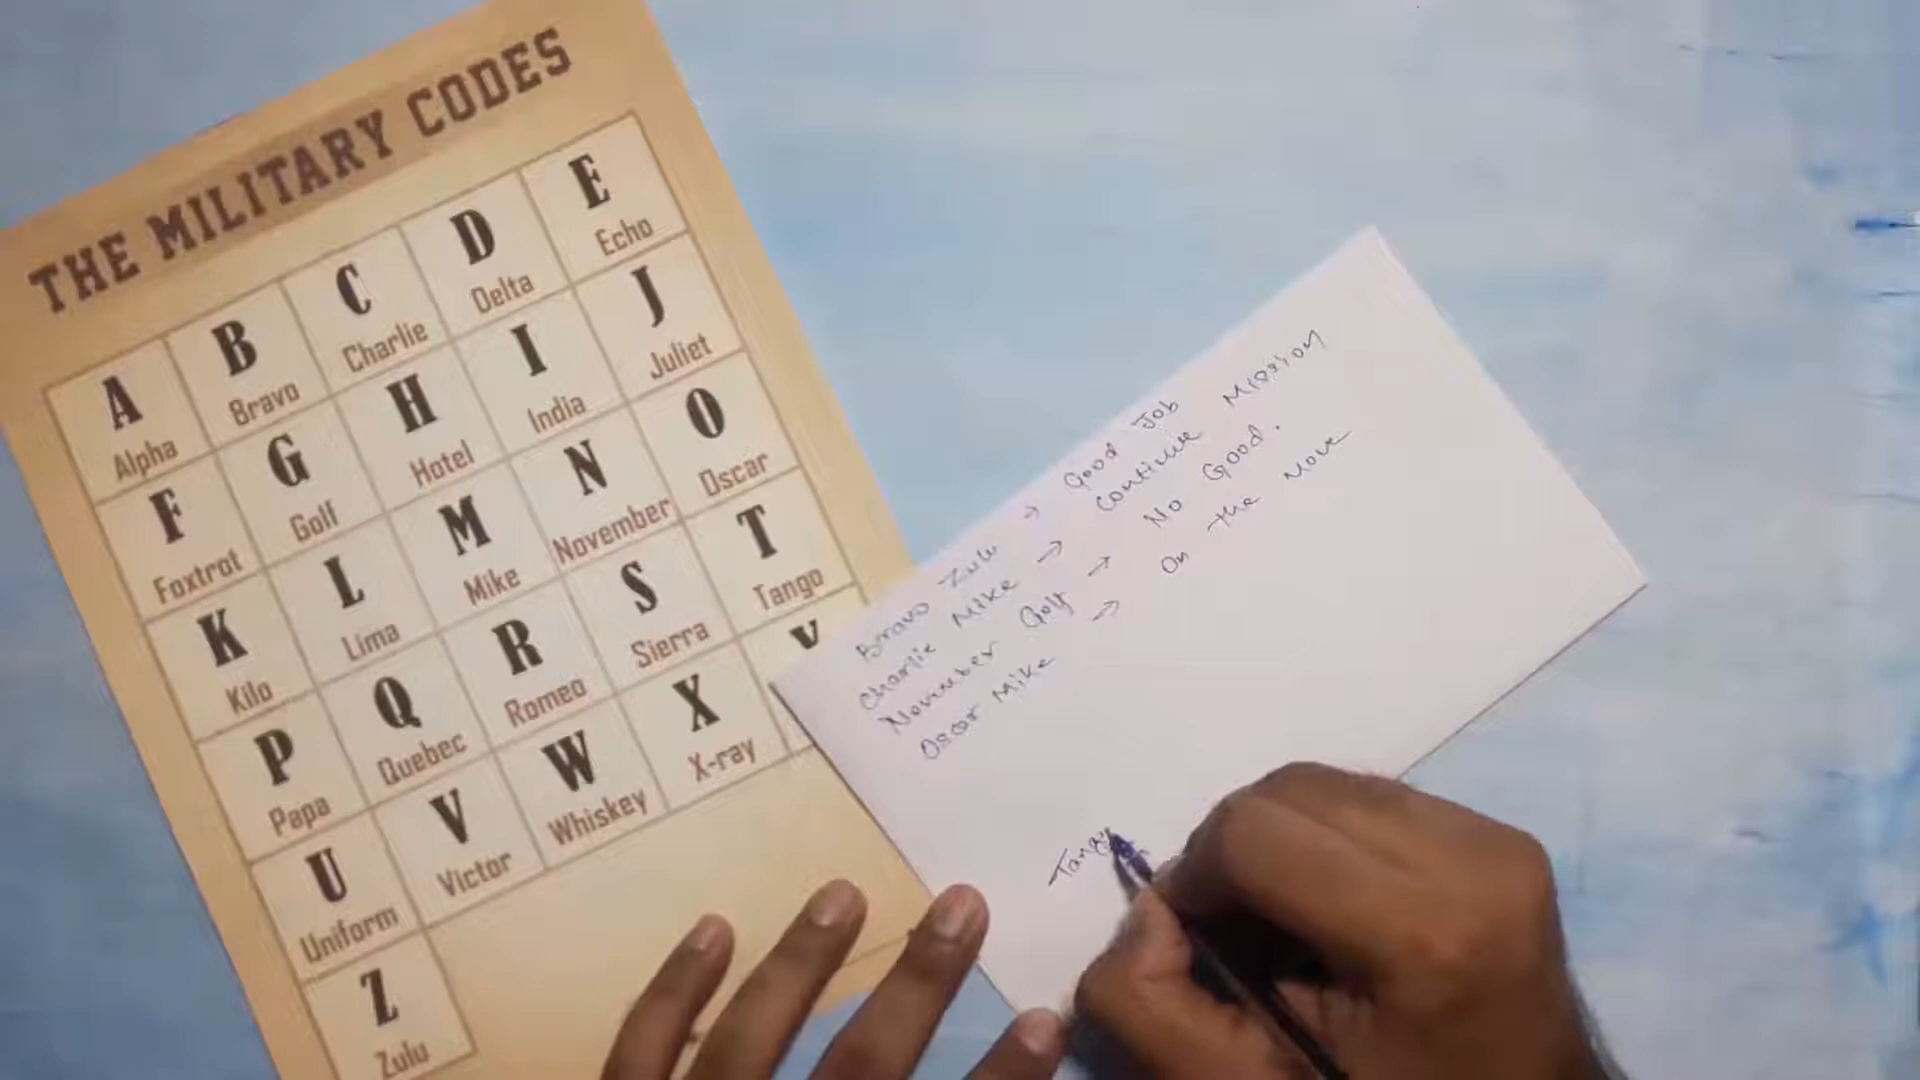 THE MILITARY CODES
A B C D E
Alpha Bravo Charlie Delta Echo
F G H I J
Foxtrot Golf Hotel India Juliet
K L M N O
Kilo Lima Mike November Oscar
P Q R S T
Papa Quebec Romeo Sierra Tango
U V W X
Uniform Victor Whiskey X-ray
Z
Zulu
Bravo Zulu → Good Job
Charlie Mike → Continue Mission
November Golf → No Good.
Oscar Mike → On the Move